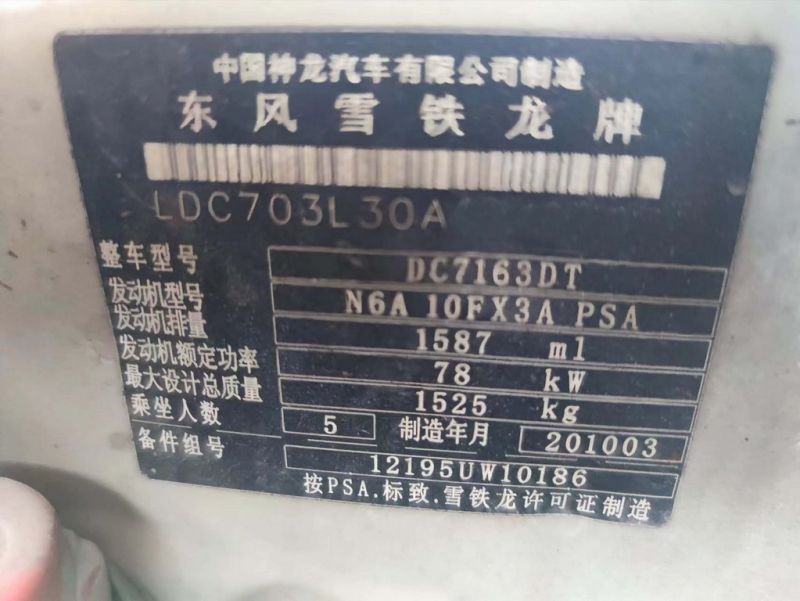 中国神龙汽车有限公司制造
东风雪铁龙牌
LDC703L30A
整车型号 DC7163DT
发动机型号 N6A 10FX3A PSA
发动机排量 1587 ml
发动机额定功率 78 kW
最大设计总质量 1525 kg
乘坐人数 5 制造年月 201003
备件组号 12195UW10186
按PSA.标致.雪铁龙许可证制造